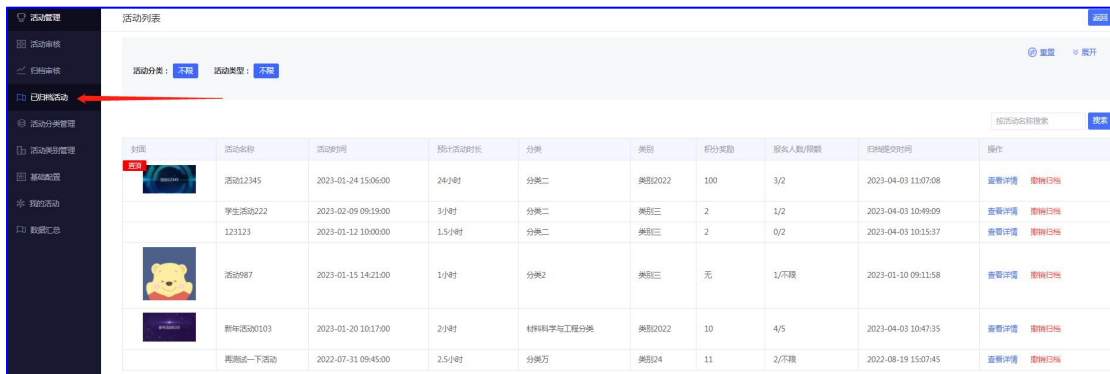 活动管理
活动列表
返回
活动审核
归档审核
已归档活动
活动分类管理
活动类别管理
基础配置
我的活动
数据汇总
重置
展开
活动分类： 不限 活动类型： 不限
按活动名称搜索 搜索
封面 活动名称 活动时间 预计活动时长 分类 类别 积分奖励 报名人数/限额 归档提交时间 操作
置顶
活动12345 活动12345 2023-01-24 15:06:00 24小时 分类二 类别2022 100 3/2 2023-04-03 11:07:08 查看详情 撤销归档
学生活动222 2023-02-09 09:19:00 3小时 分类二 类别三 2 1/2 2023-04-03 10:49:09 查看详情 撤销归档
123123 2023-01-12 10:00:00 1.5小时 分类二 类别三 2 0/2 2023-04-03 10:15:37 查看详情 撤销归档
活动987 2023-01-15 14:21:00 1小时 分类2 类别三 无 1/不限 2023-01-10 09:11:58 查看详情 撤销归档
新年活动0103 新年活动0103 2023-01-20 10:17:00 2小时 材料科学与工程分类 类别2022 10 4/5 2023-04-03 10:47:35 查看详情 撤销归档
再测试一下活动 2022-07-31 09:45:00 2.5小时 分类万 类别24 11 2/不限 2022-08-19 15:07:45 查看详情 撤销归档